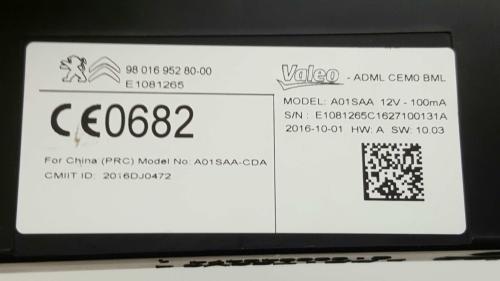 98 016 952 80-00
E1081265
CE0682
For China (PRC) Model No: A01SAA-CDA
CMIIT ID: 2016DJ0472
Valeo - ADML CEM0 BML
MODEL: A01SAA 12V - 100mA
S/N : E1081265C1627100131A
2016-10-01 HW: A SW: 10.03